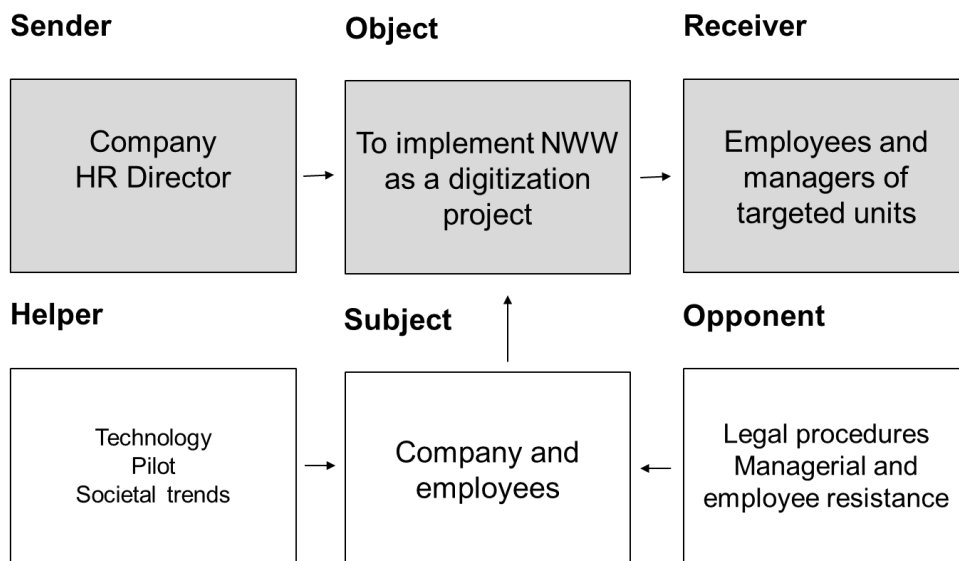 Sender
Object
Receiver
Company
HR Director
To implement NWW
as a digitization
project
Employees and
managers of
targeted units
Helper
Subject
Opponent
Technology
Pilot
Societal trends
Company and
employees
Legal procedures
Managerial and
employee resistance